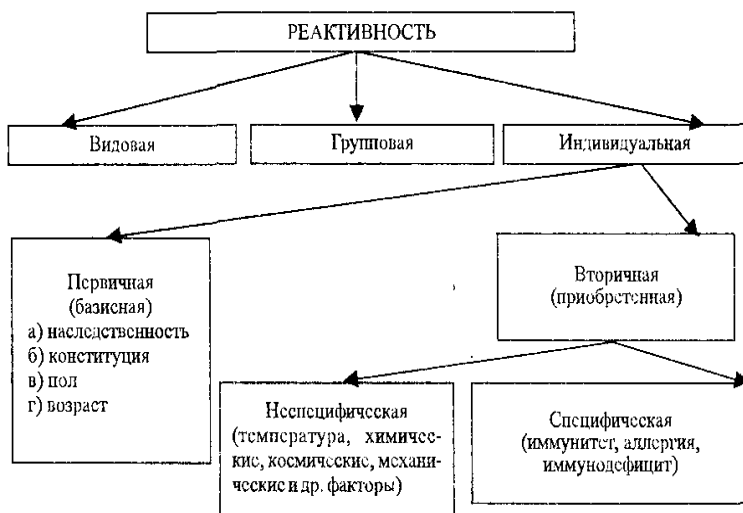 РЕАКТИВНОСТЬ
Видовая
Групповая
Индивидуальная
Первичная
(базисная)
а) наследственность
б) конституция
в) пол
г) возраст
Вторичная
(приобретенная)
Неспецифическая
(температура, химичес-
кие, космические, механи-
ческие и др. факторы)
Специфическая
(иммунитет, аллергия,
иммунодефицит)